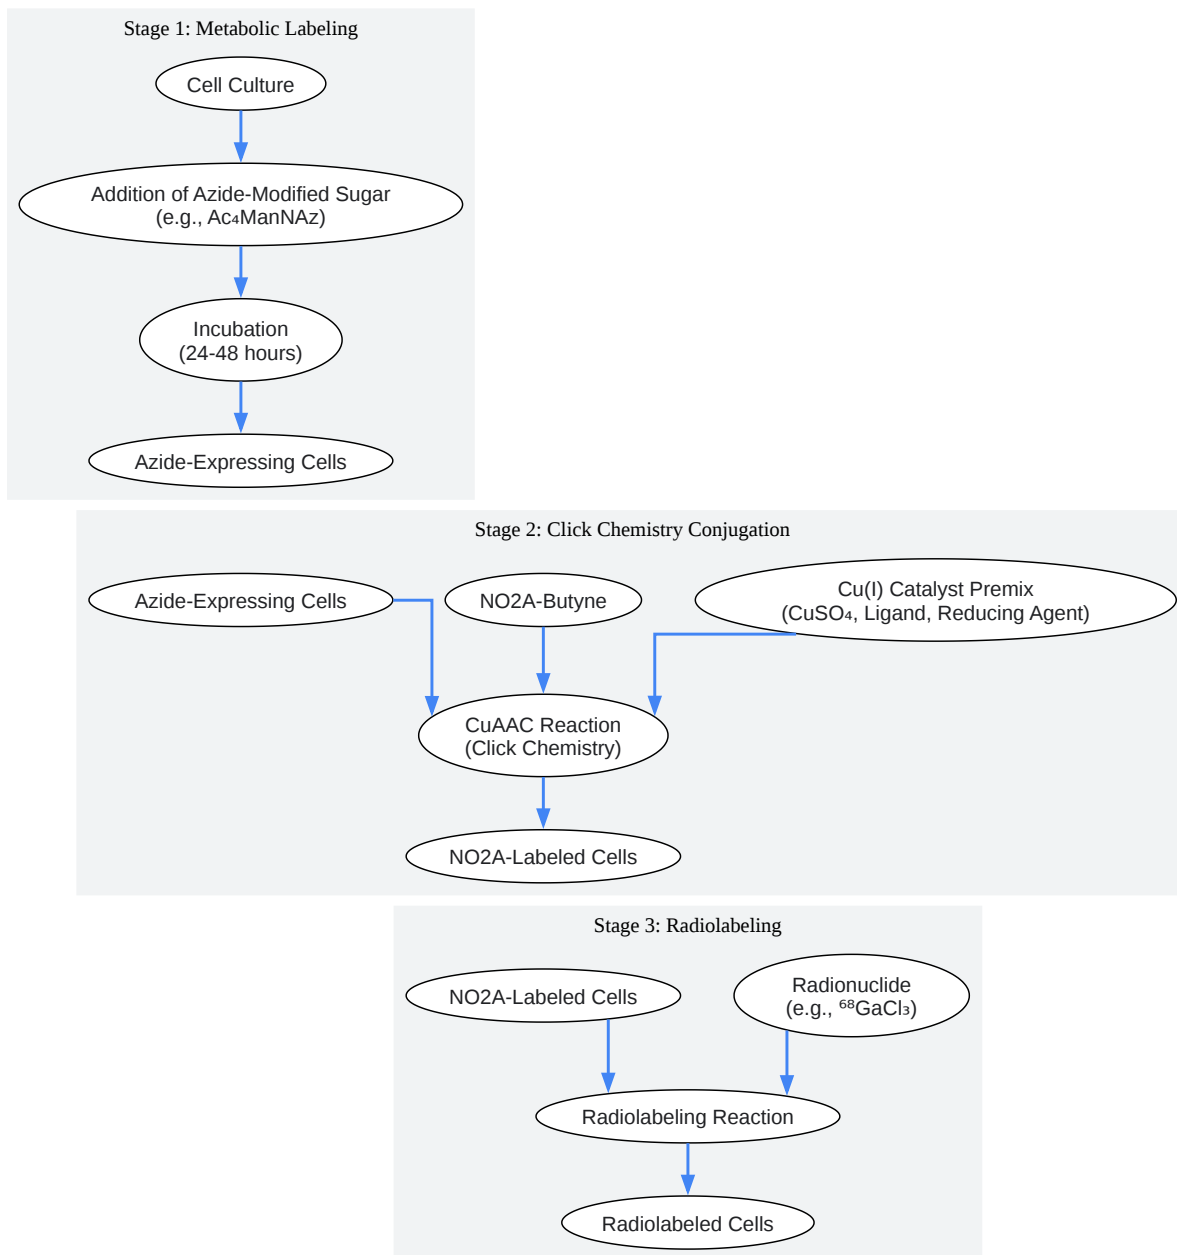 Stage 1: Metabolic Labeling
Cell Culture
Addition of Azide-Modified Sugar
(e.g., Ac₄ManNAz)
Incubation
(24-48 hours)
Azide-Expressing Cells
Stage 2: Click Chemistry Conjugation
Azide-Expressing Cells
NO2A-Butyne
Cu(I) Catalyst Premix
(CuSO₄, Ligand, Reducing Agent)
CuAAC Reaction
(Click Chemistry)
NO2A-Labeled Cells
Stage 3: Radiolabeling
NO2A-Labeled Cells
Radionuclide
(e.g., ⁶⁸GaCl₃)
Radiolabeling Reaction
Radiolabeled Cells